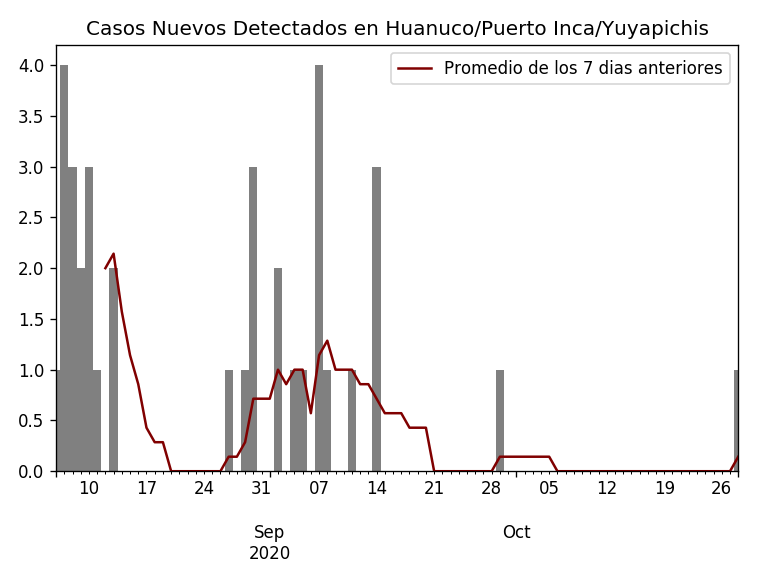 Casos Nuevos Detectados en Huanuco/Puerto Inca/Yuyapichis
Promedio de los 7 dias anteriores
4.0
3.5
3.0
2.5
2.0
1.5
1.0
0.5
0.0
10 17 24 31 07 14 21 28 05 12 19 26
Sep Oct
2020